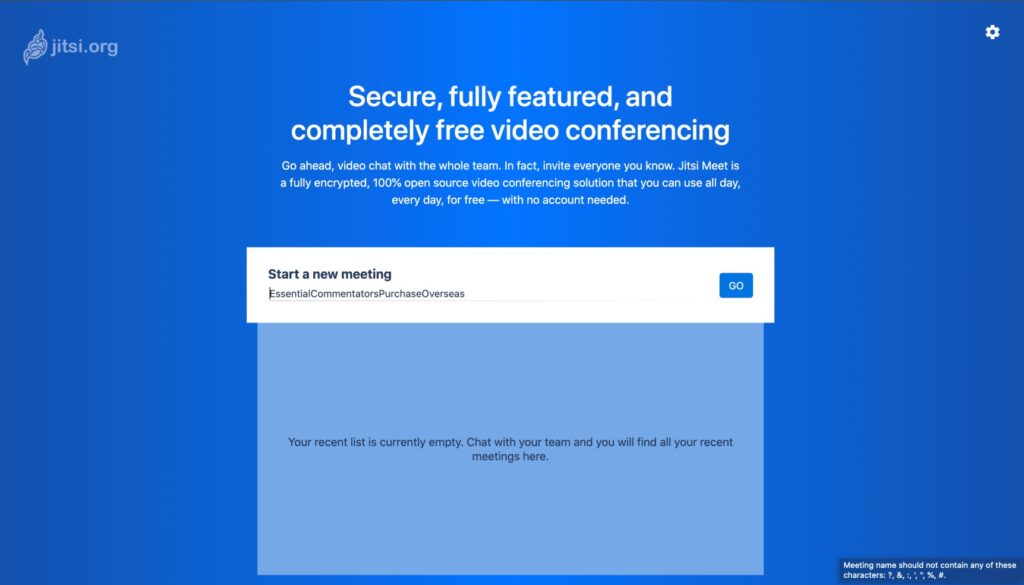 jitsi.org
Secure, fully featured, and
completely free video conferencing
Go ahead, video chat with the whole team. In fact, invite everyone you know. Jitsi Meet is
a fully encrypted, 100% open source video conferencing solution that you can use all day,
every day, for free — with no account needed.
Start a new meeting
EssentialCommentatorsPurchaseOverseas
GO
Your recent list is currently empty. Chat with your team and you will find all your recent
meetings here.
Meeting name should not contain any of these
characters: ?, &, :, ', ", %, #.